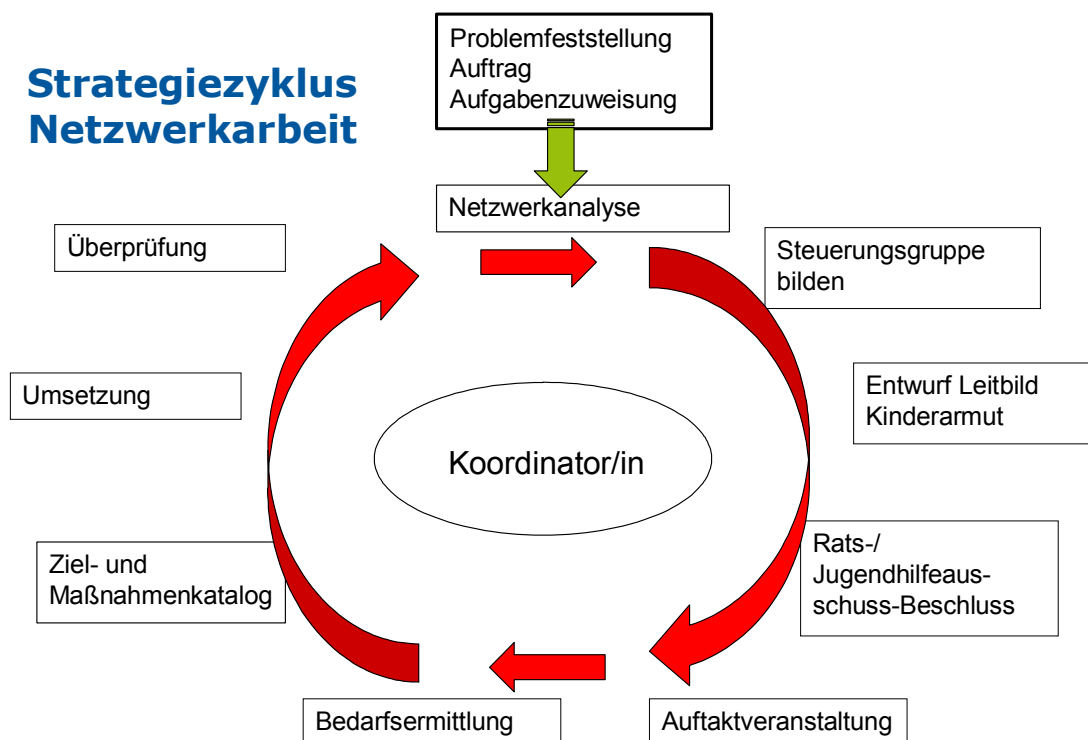 Strategiezyklus
Netzwerkarbeit
Problemfeststellung
Auftrag
Aufgabenzuweisung
Netzwerkanalyse
Steuerungsgruppe
bilden
Entwurf Leitbild
Kinderarmut
Rats-/
Jugendhilfeaus-
schuss-Beschluss
Auftaktveranstaltung
Bedarfsermittlung
Ziel- und
Maßnahmenkatalog
Umsetzung
Überprüfung
Koordinator/in